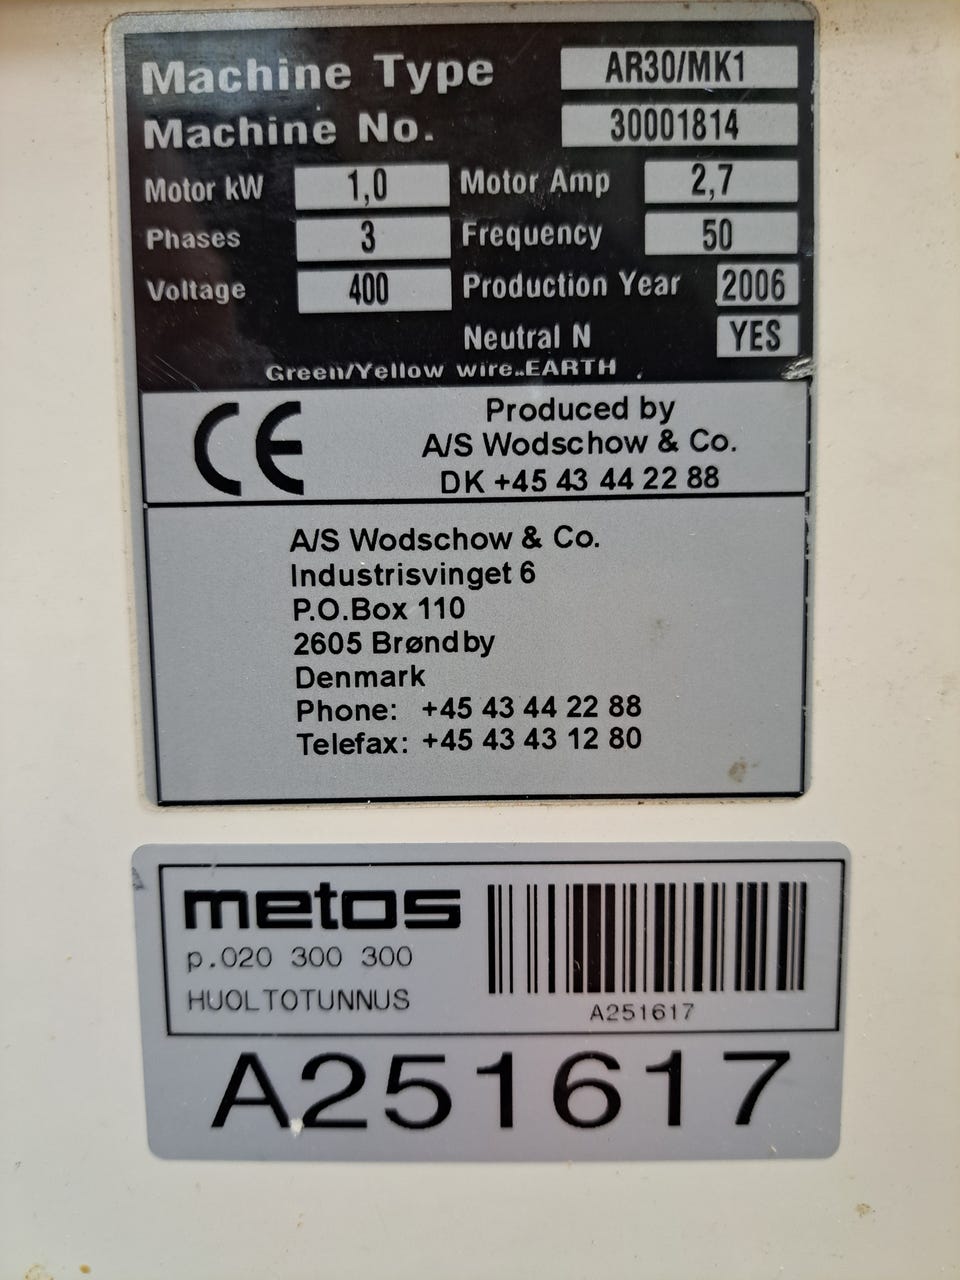 Machine Type AR30/MK1
Machine No. 30001814
Motor kW 1,0 Motor Amp 2,7
Phases 3 Frequency 50
Voltage 400 Production Year 2006
Neutral N YES
Green/Yellow wire..EARTH
CE
Produced by
A/S Wodschow & Co.
DK +45 43 44 22 88
A/S Wodschow & Co.
Industrisvinget 6
P.O.Box 110
2605 Brøndby
Denmark
Phone: +45 43 44 22 88
Telefax: +45 43 43 12 80
metos
p.020 300 300
HUOLTOTUNNUS
A251617
A251617